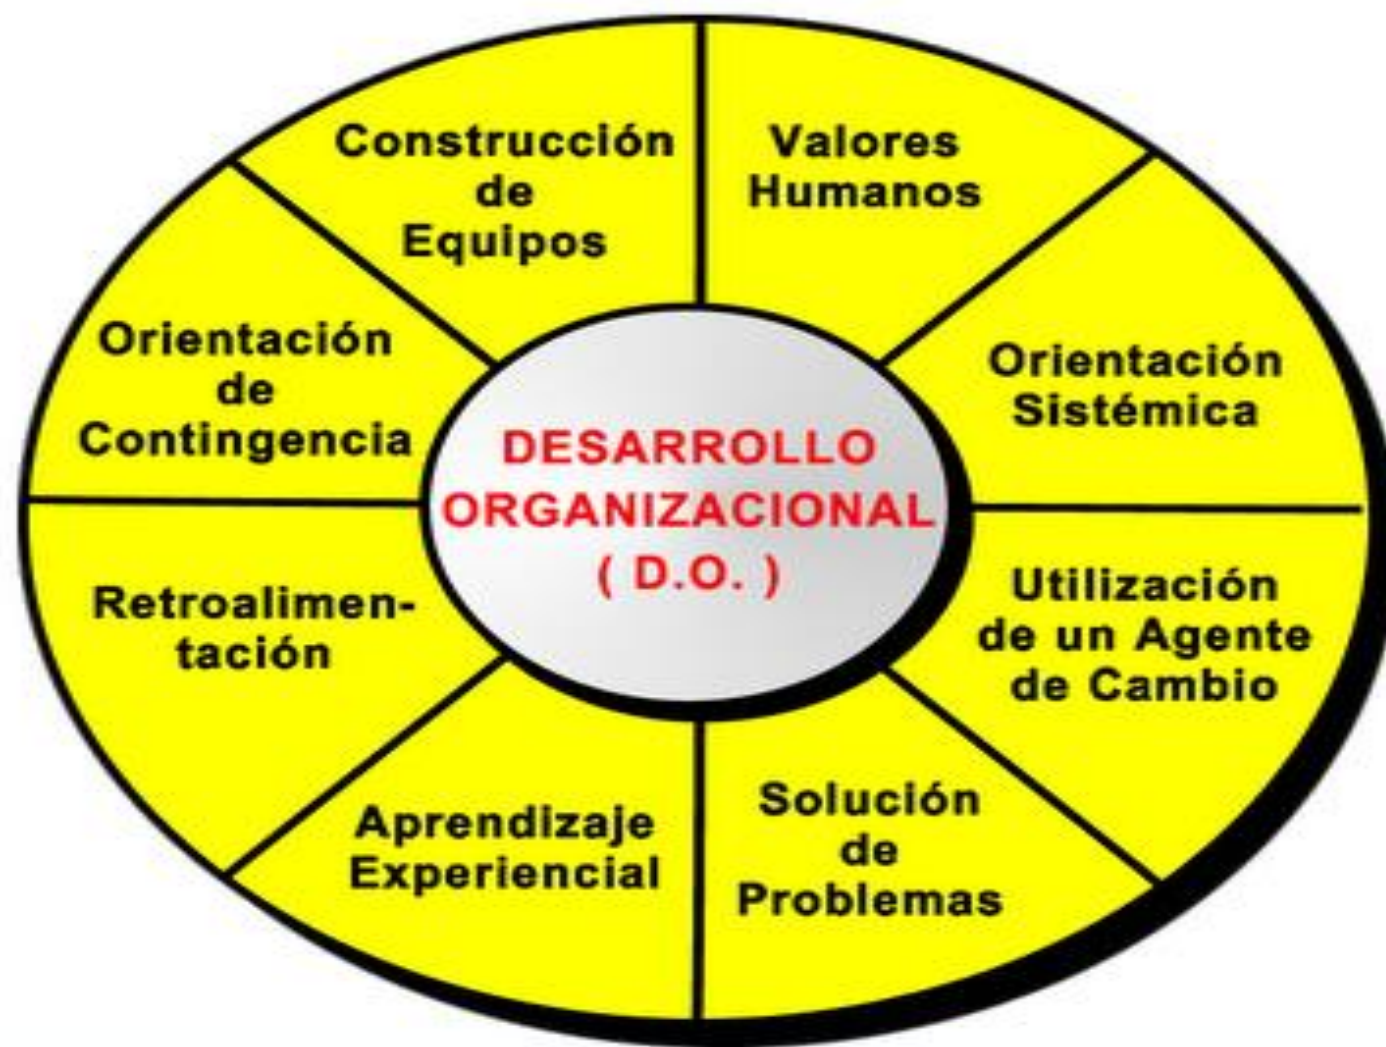 Construcción
de
Equipos
Valores
Humanos
Orientación
Sistémica
Utilización
de un Agente
de Cambio
Solución
de
Problemas
Aprendizaje
Experiencial
Retroalimen-
tación
Orientación
de
Contingencia
DESARROLLO
ORGANIZACIONAL
( D.O. )